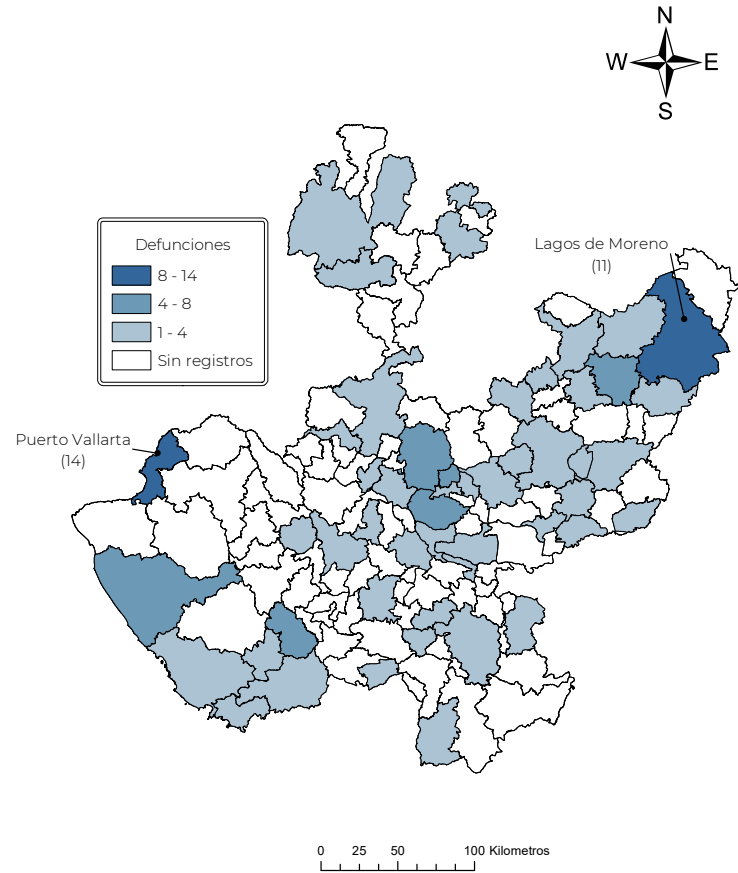 N
W E
S
Lagos de Moreno
(11)
Defunciones
8 - 14
4 - 8
1 - 4
Sin registros
Puerto Vallarta
(14)
0 25 50 100 Kilometros